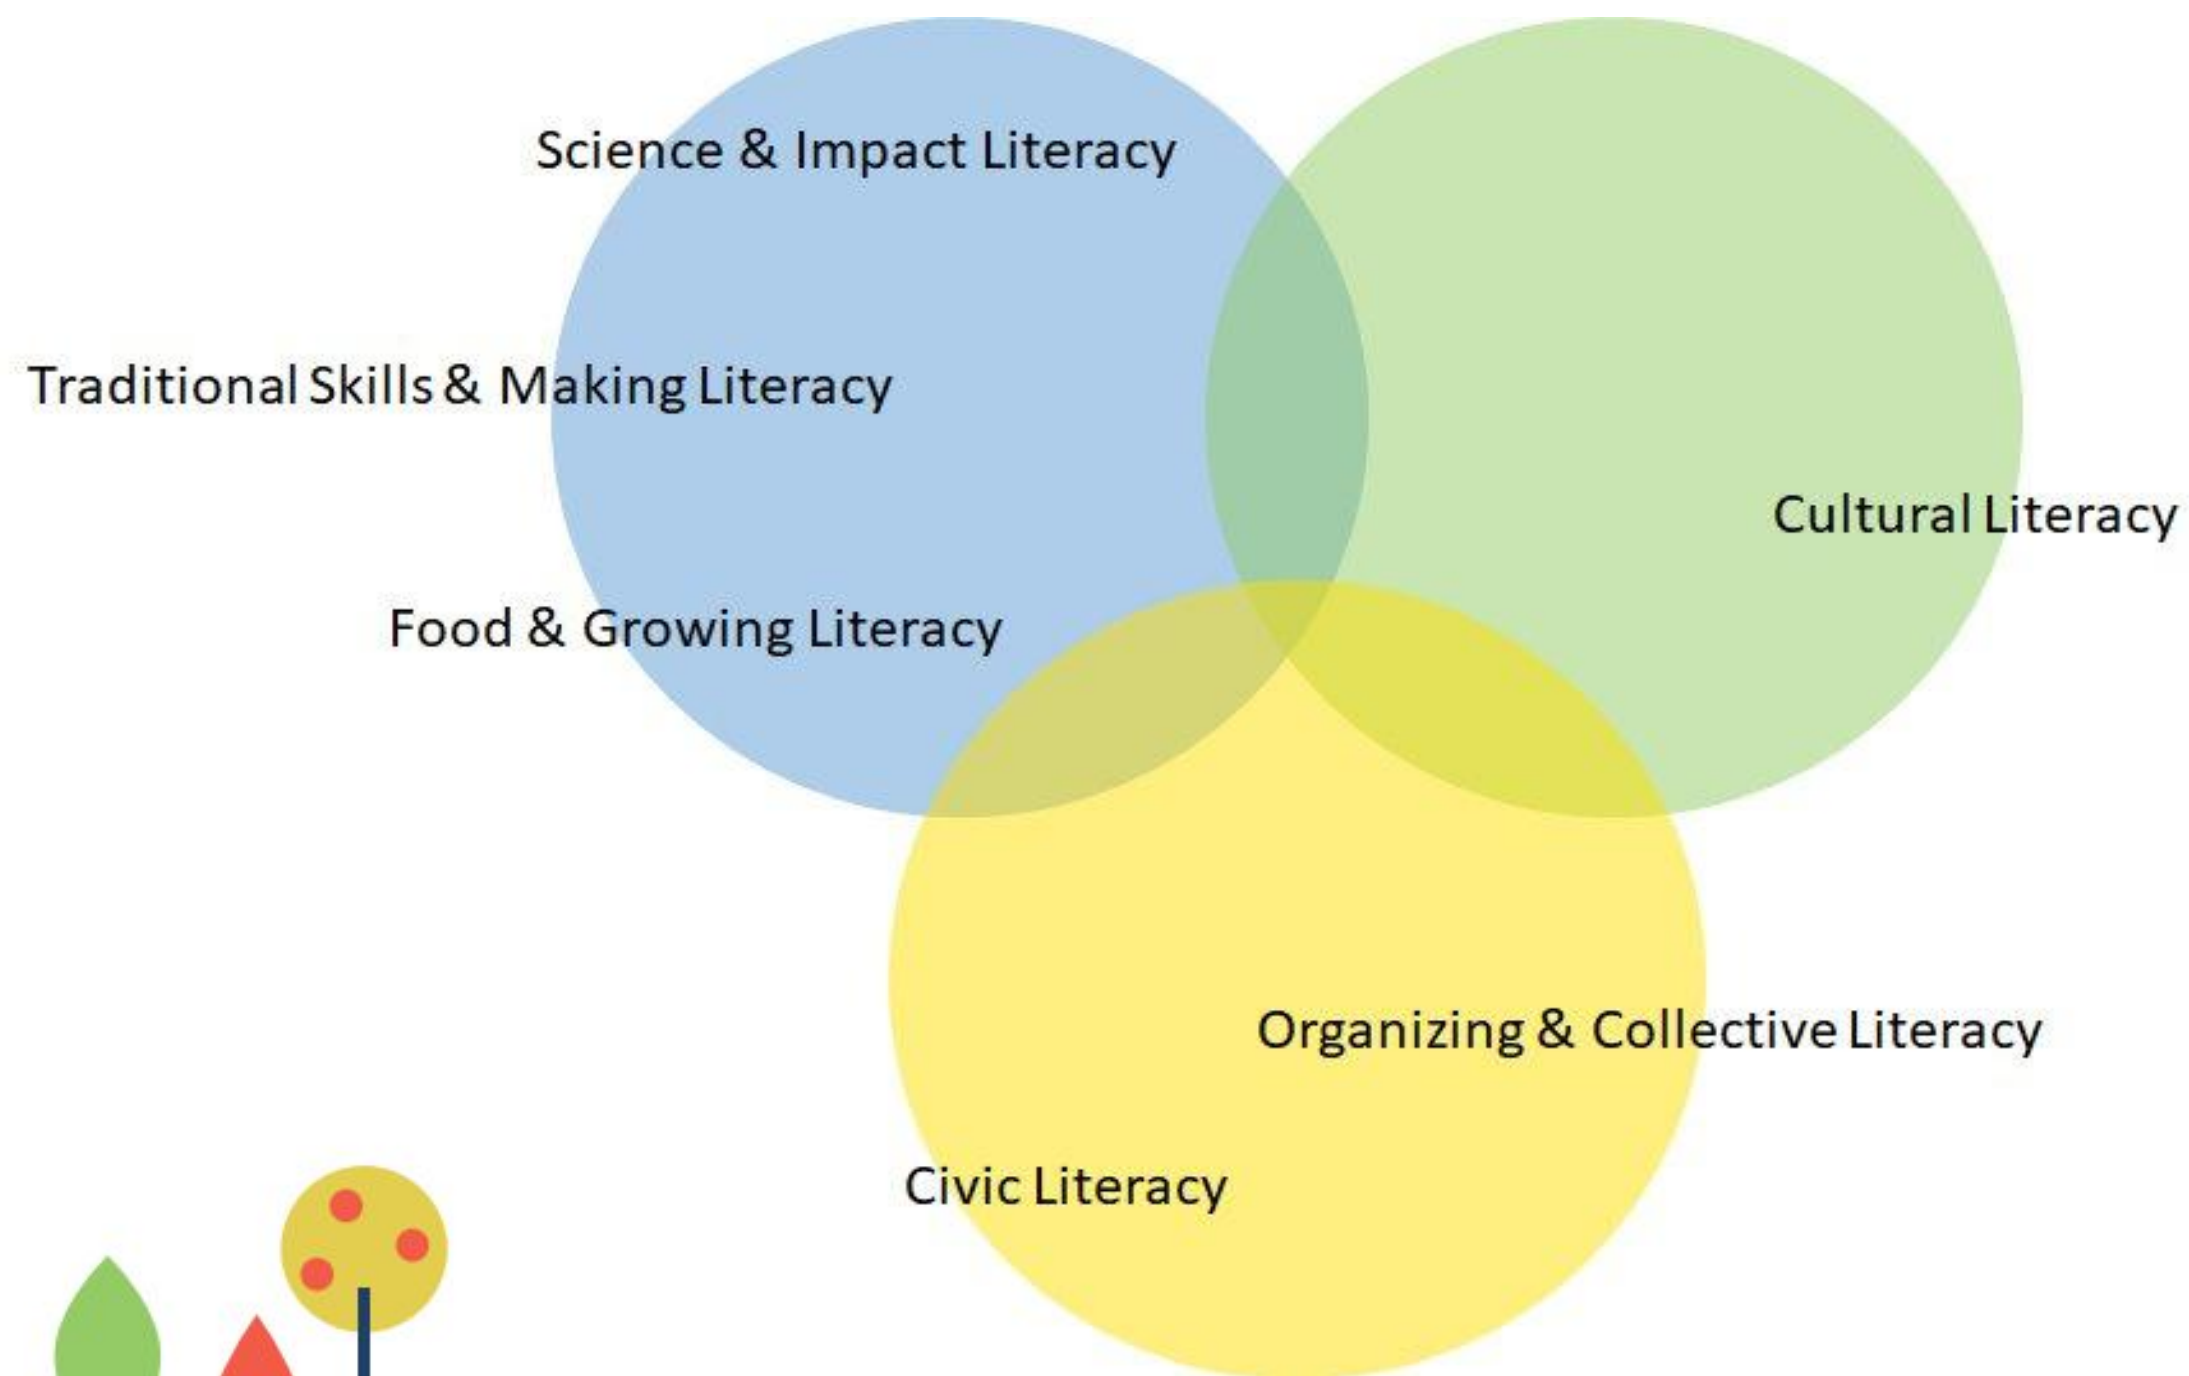 Science & Impact Literacy
Traditional Skills & Making Literacy
Cultural Literacy
Food & Growing Literacy
Organizing & Collective Literacy
Civic Literacy